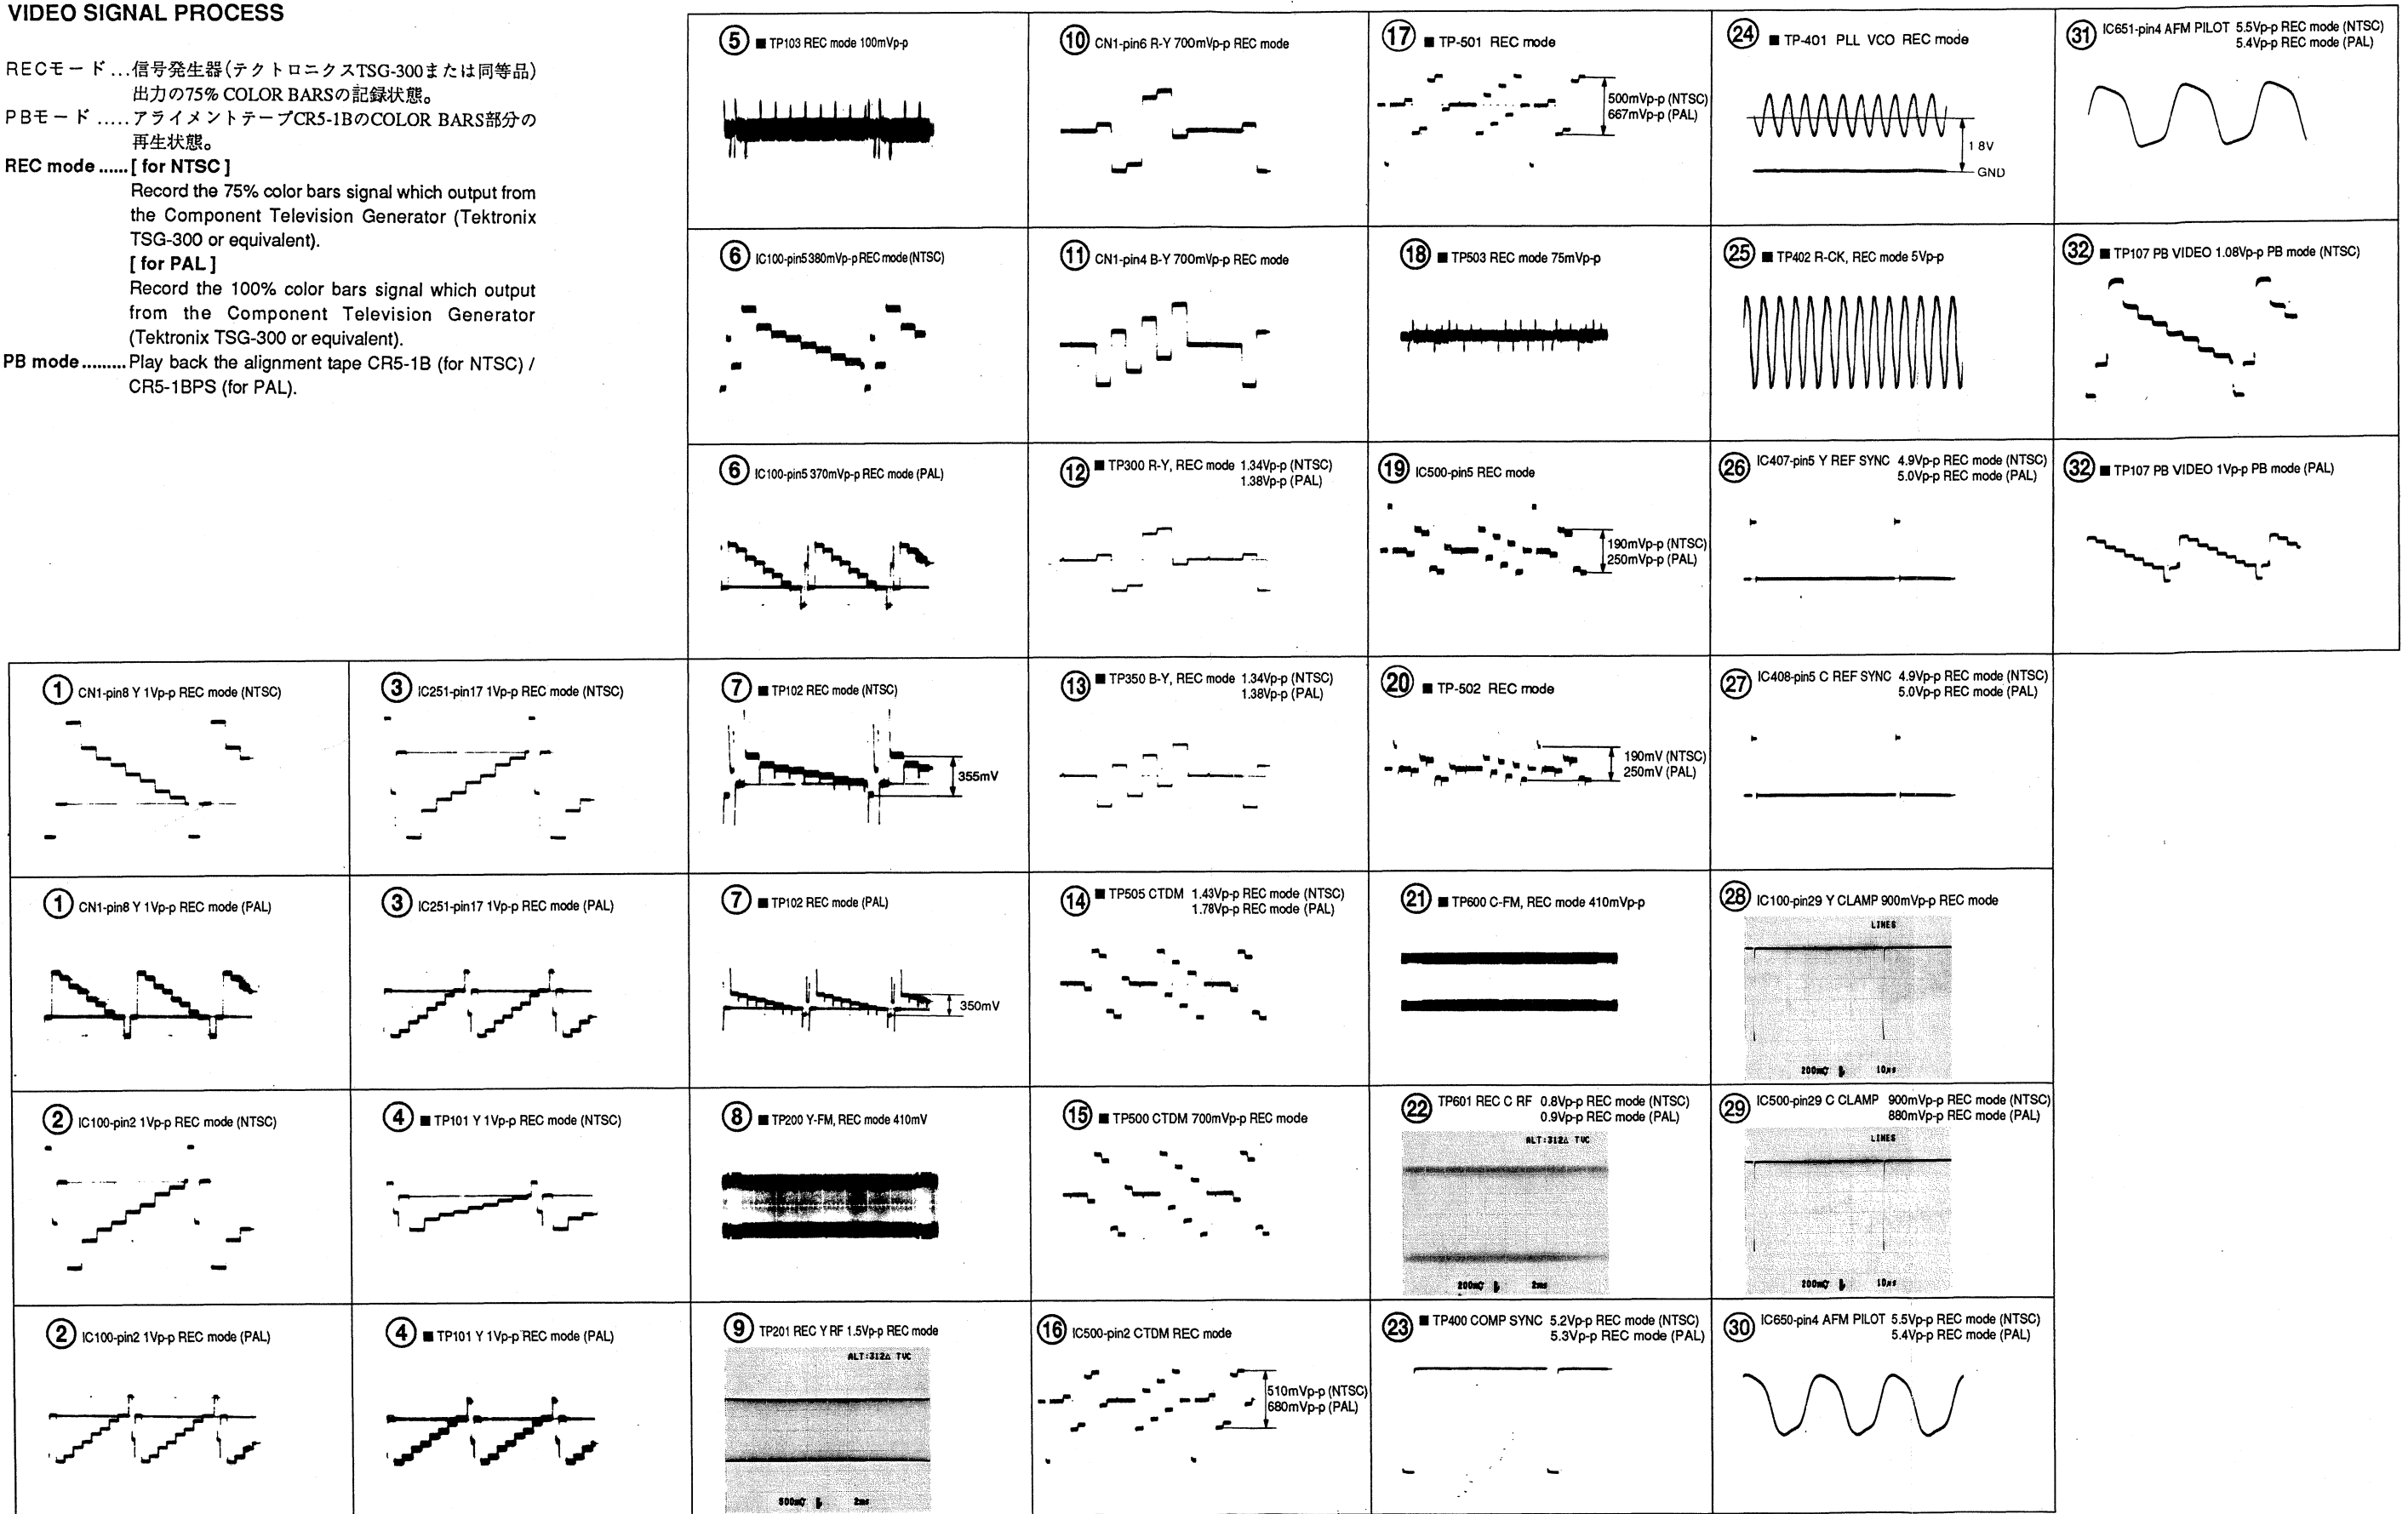 VIDEO SIGNAL PROCESS
RECモード...信号発生器(テクトロニクスTSG-300または同等品)
出力の75% COLOR BARSの記録状態。
PBモード.....アライメントテープCR5-1BのCOLOR BARS部分の
再生状態。
REC mode ......[ for NTSC ]
Record the 75% color bars signal which output from
the Component Television Generator (Tektronix
TSG-300 or equivalent).
[ for PAL ]
Record the 100% color bars signal which output
from the Component Television Generator
(Tektronix TSG-300 or equivalent).
PB mode.........Play back the alignment tape CR5-1B (for NTSC) /
CR5-1BPS (for PAL).
① CN1-pin8 Y 1Vp-p REC mode (NTSC)
① CN1-pin8 Y 1Vp-p REC mode (PAL)
② IC100-pin2 1Vp-p REC mode (NTSC)
② IC100-pin2 1Vp-p REC mode (PAL)
③ IC251-pin17 1Vp-p REC mode (NTSC)
③ IC251-pin17 1Vp-p REC mode (PAL)
④ ■ TP101 Y 1Vp-p REC mode (NTSC)
④ ■ TP101 Y 1Vp-p REC mode (PAL)
⑤ ■ TP103 REC mode 100mVp-p
⑥ IC100-pin5 380mVp-p REC mode (NTSC)
⑥ IC100-pin5 370mVp-p REC mode (PAL)
⑦ ■ TP102 REC mode (NTSC)
355mV
⑦ ■ TP102 REC mode (PAL)
350mV
⑧ ■ TP200 Y-FM, REC mode 410mV
⑨ TP201 REC Y RF 1.5Vp-p REC mode
ALT:312△ TVC
500mV 2ms
⑩ CN1-pin6 R-Y 700mVp-p REC mode
⑪ CN1-pin4 B-Y 700mVp-p REC mode
⑫ ■ TP300 R-Y, REC mode 1.34Vp-p (NTSC)
1.38Vp-p (PAL)
⑬ ■ TP350 B-Y, REC mode 1.34Vp-p (NTSC)
1.38Vp-p (PAL)
⑭ ■ TP505 CTDM 1.43Vp-p REC mode (NTSC)
1.78Vp-p REC mode (PAL)
⑮ ■ TP500 CTDM 700mVp-p REC mode
⑯ IC500-pin2 CTDM REC mode
510mVp-p (NTSC)
680mVp-p (PAL)
⑰ ■ TP-501 REC mode
500mVp-p (NTSC)
667mVp-p (PAL)
⑱ ■ TP503 REC mode 75mVp-p
⑲ IC500-pin5 REC mode
190mVp-p (NTSC)
250mVp-p (PAL)
⑳ ■ TP-502 REC mode
190mV (NTSC)
250mV (PAL)
㉑ ■ TP600 C-FM, REC mode 410mVp-p
㉒ TP601 REC C RF 0.8Vp-p REC mode (NTSC)
0.9Vp-p REC mode (PAL)
ALT:312△ TVC
200mV 2ms
㉓ ■ TP400 COMP SYNC 5.2Vp-p REC mode (NTSC)
5.3Vp-p REC mode (PAL)
㉔ ■ TP-401 PLL VCO REC mode
1 8V
GND
㉕ ■ TP402 R-CK, REC mode 5Vp-p
㉖ IC407-pin5 Y REF SYNC 4.9Vp-p REC mode (NTSC)
5.0Vp-p REC mode (PAL)
㉗ IC408-pin5 C REF SYNC 4.9Vp-p REC mode (NTSC)
5.0Vp-p REC mode (PAL)
㉘ IC100-pin29 Y CLAMP 900mVp-p REC mode
LINES
200mV 10μs
㉙ IC500-pin29 C CLAMP 900mVp-p REC mode (NTSC)
880mVp-p REC mode (PAL)
LINES
200mV 10μs
㉚ IC650-pin4 AFM PILOT 5.5Vp-p REC mode (NTSC)
5.4Vp-p REC mode (PAL)
㉛ IC651-pin4 AFM PILOT 5.5Vp-p REC mode (NTSC)
5.4Vp-p REC mode (PAL)
㉜ ■ TP107 PB VIDEO 1.08Vp-p PB mode (NTSC)
㉜ ■ TP107 PB VIDEO 1Vp-p PB mode (PAL)